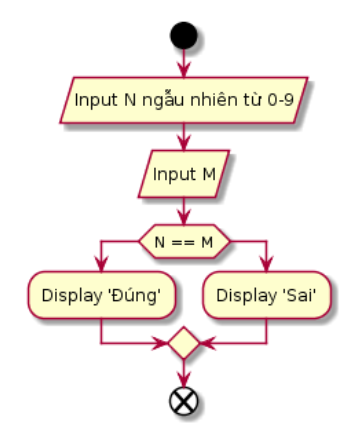 Input N ngẫu nhiên từ 0-9
Input M
N == M
Display 'Đúng'
Display 'Sai'